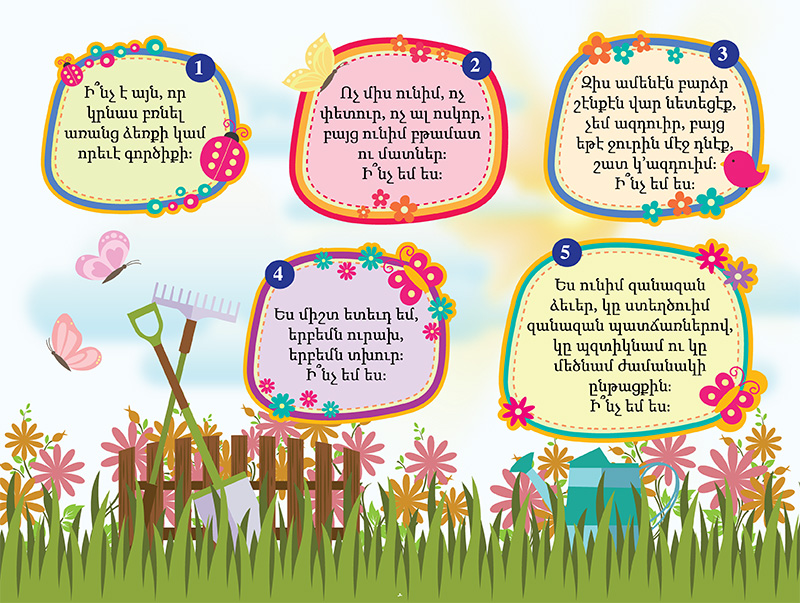 1
Ի՞նչ է այն, որ
կրնաս բռնել
առանց ձեռքի կամ
որեւէ գործիքի:
2
Ոչ միս ունիմ, ոչ
փետուր, ոչ ալ ոսկոր,
բայց ունիմ բթամատ
ու մատներ:
Ի՞նչ եմ ես:
3
Զիս ամենէն բարձր
շէնքէն վար նետեցէք,
չեմ ազդուիր, բայց
եթէ ջուրին մէջ դնէք,
շատ կ՚ազդուիմ:
Ի՞նչ եմ ես:
4
Ես միշտ ետեւդ եմ,
երբեմն ուրախ,
երբեմն տխուր:
Ի՞նչ եմ ես:
5
Ես ունիմ զանազան
ձեւեր, կը ստեղծուիմ
զանազան պատճառներով,
կը պզտիկնամ ու կը
մեծնամ ժամանակի
ընթացքին:
Ի՞նչ եմ ես: